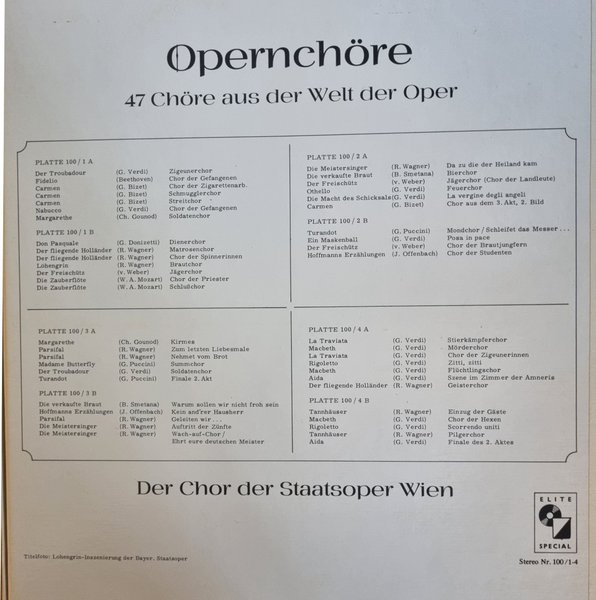 Opernchöre
47 Chöre aus der Welt der Oper
PLATTE 100/1 A
Der Troubadour (G. Verdi) Zigeunerchor
Fidelio (Beethoven) Chor der Gefangenen
Carmen (G. Bizet) Chor der Zigarettenarb.
Carmen (G. Bizet) Schmugglerchor
Carmen (G. Bizet) Streitchor
Nabucco (G. Verdi) Chor der Gefangenen
Margarethe (Ch. Gounod) Soldatenchor
PLATTE 100/1 B
Don Pasquale (G. Donizetti) Dienerchor
Der fliegende Holländer (R. Wagner) Matrosenchor
Der fliegende Holländer (R. Wagner) Chor der Spinnerinnen
Lohengrin (R. Wagner) Brautchor
Der Freischütz (v. Weber) Jägerchor
Die Zauberflöte (W. A. Mozart) Chor der Priester
Die Zauberflöte (W. A. Mozart) Schlußchor
PLATTE 100/2 A
Die Meistersinger (R. Wagner) Da zu die der Heiland kam
Die verkaufte Braut (B. Smetana) Bierchor
Der Freischütz (v. Weber) Jägerchor (Chor der Landleute)
Othello (G. Verdi) Feuerchor
Die Macht des Schicksals (G. Verdi) La vergine degli angeli
Carmen (G. Bizet) Chor aus dem 3. Akt, 2. Bild
PLATTE 100/2 B
Turandot (G. Puccini) Mondchor/Schleifet das Messer...
Ein Maskenball (G. Verdi) Posa in pace
Der Freischütz (v. Weber) Chor der Brautjungfern
Hoffmanns Erzählungen (J. Offenbach) Chor der Studenten
PLATTE 100/3 A
Margarethe (Ch. Gounod) Kirmes
Parsifal (R. Wagner) Zum letzten Liebesmale
Parsifal (R. Wagner) Nehmet vom Brot
Madame Butterfly (G. Puccini) Summchor
Der Troubadour (G. Verdi) Soldatenchor
Turandot (G. Puccini) Finale 2. Akt
PLATTE 100/3 B
Die verkaufte Braut (B. Smetana) Warum sollen wir nicht froh sein
Hoffmanns Erzählungen (J. Offenbach) Kein and'rer Hausherr
Parsifal (R. Wagner) Geleiten wir...
Die Meistersinger (R. Wagner) Auftritt der Zünfte
Die Meistersinger (R. Wagner) Wach-auf-Chor/
Ehrt eure deutschen Meister
PLATTE 100/4 A
La Traviata (G. Verdi) Stierkämpferchor
Macbeth (G. Verdi) Mörderchor
La Traviata (G. Verdi) Chor der Zigeunerinnen
Rigoletto (G. Verdi) Zitti, zitti
Macbeth (G. Verdi) Flüchtlingschor
Aida (G. Verdi) Szene im Zimmer der Amneris
Der fliegende Holländer (R. Wagner) Geisterchor
PLATTE 100/4 B
Tannhäuser (R. Wagner) Einzug der Gäste
Macbeth (G. Verdi) Chor der Hexen
Rigoletto (G. Verdi) Scorrendo uniti
Tannhäuser (R. Wagner) Pilgerchor
Aida (G. Verdi) Finale des 2. Aktes
Der Chor der Staatsoper Wien
ELITE
SPECIAL
Titelfoto: Lohengrin-Inszenierung der Bayer. Staatsoper
Stereo Nr. 100/1-4